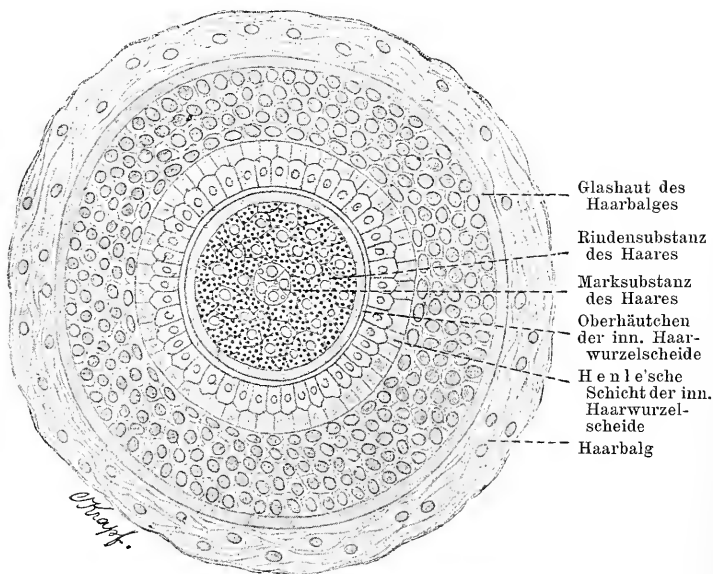 Glashaut des
Haarbalges
Rindensubstanz
des Haares
Marksubstanz
des Haares
Oberhäutchen
der inn. Haar-
wurzelscheide
Henle'sche
Schicht der inn.
Haarwurzel-
scheide
Haarbalg
CKrapf.